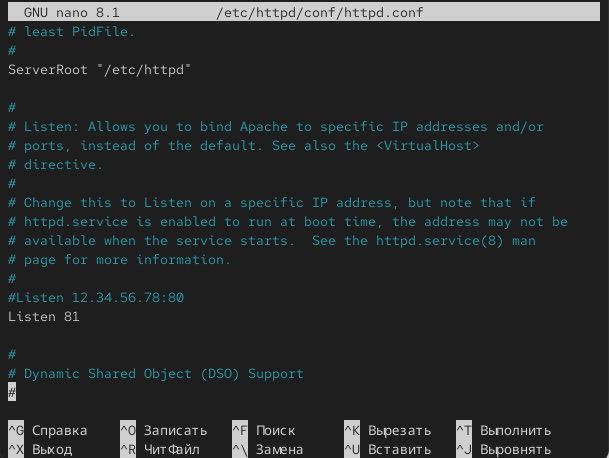 GNU nano 8.1 /etc/httpd/conf/httpd.conf
# least PidFile.
#
ServerRoot "/etc/httpd"
#
# Listen: Allows you to bind Apache to specific IP addresses and/or
# ports, instead of the default. See also the <VirtualHost>
# directive.
#
# Change this to Listen on a specific IP address, but note that if
# httpd.service is enabled to run at boot time, the address may not be
# available when the service starts.  See the httpd.service(8) man
# page for more information.
#
#Listen 12.34.56.78:80
Listen 81
#
# Dynamic Shared Object (DSO) Support
#
^G Справка ^O Записать ^F Поиск ^K Вырезать ^T Выполнить
^X Выход ^R ЧитФайл ^\ Замена ^U Вставить ^J Выровнять